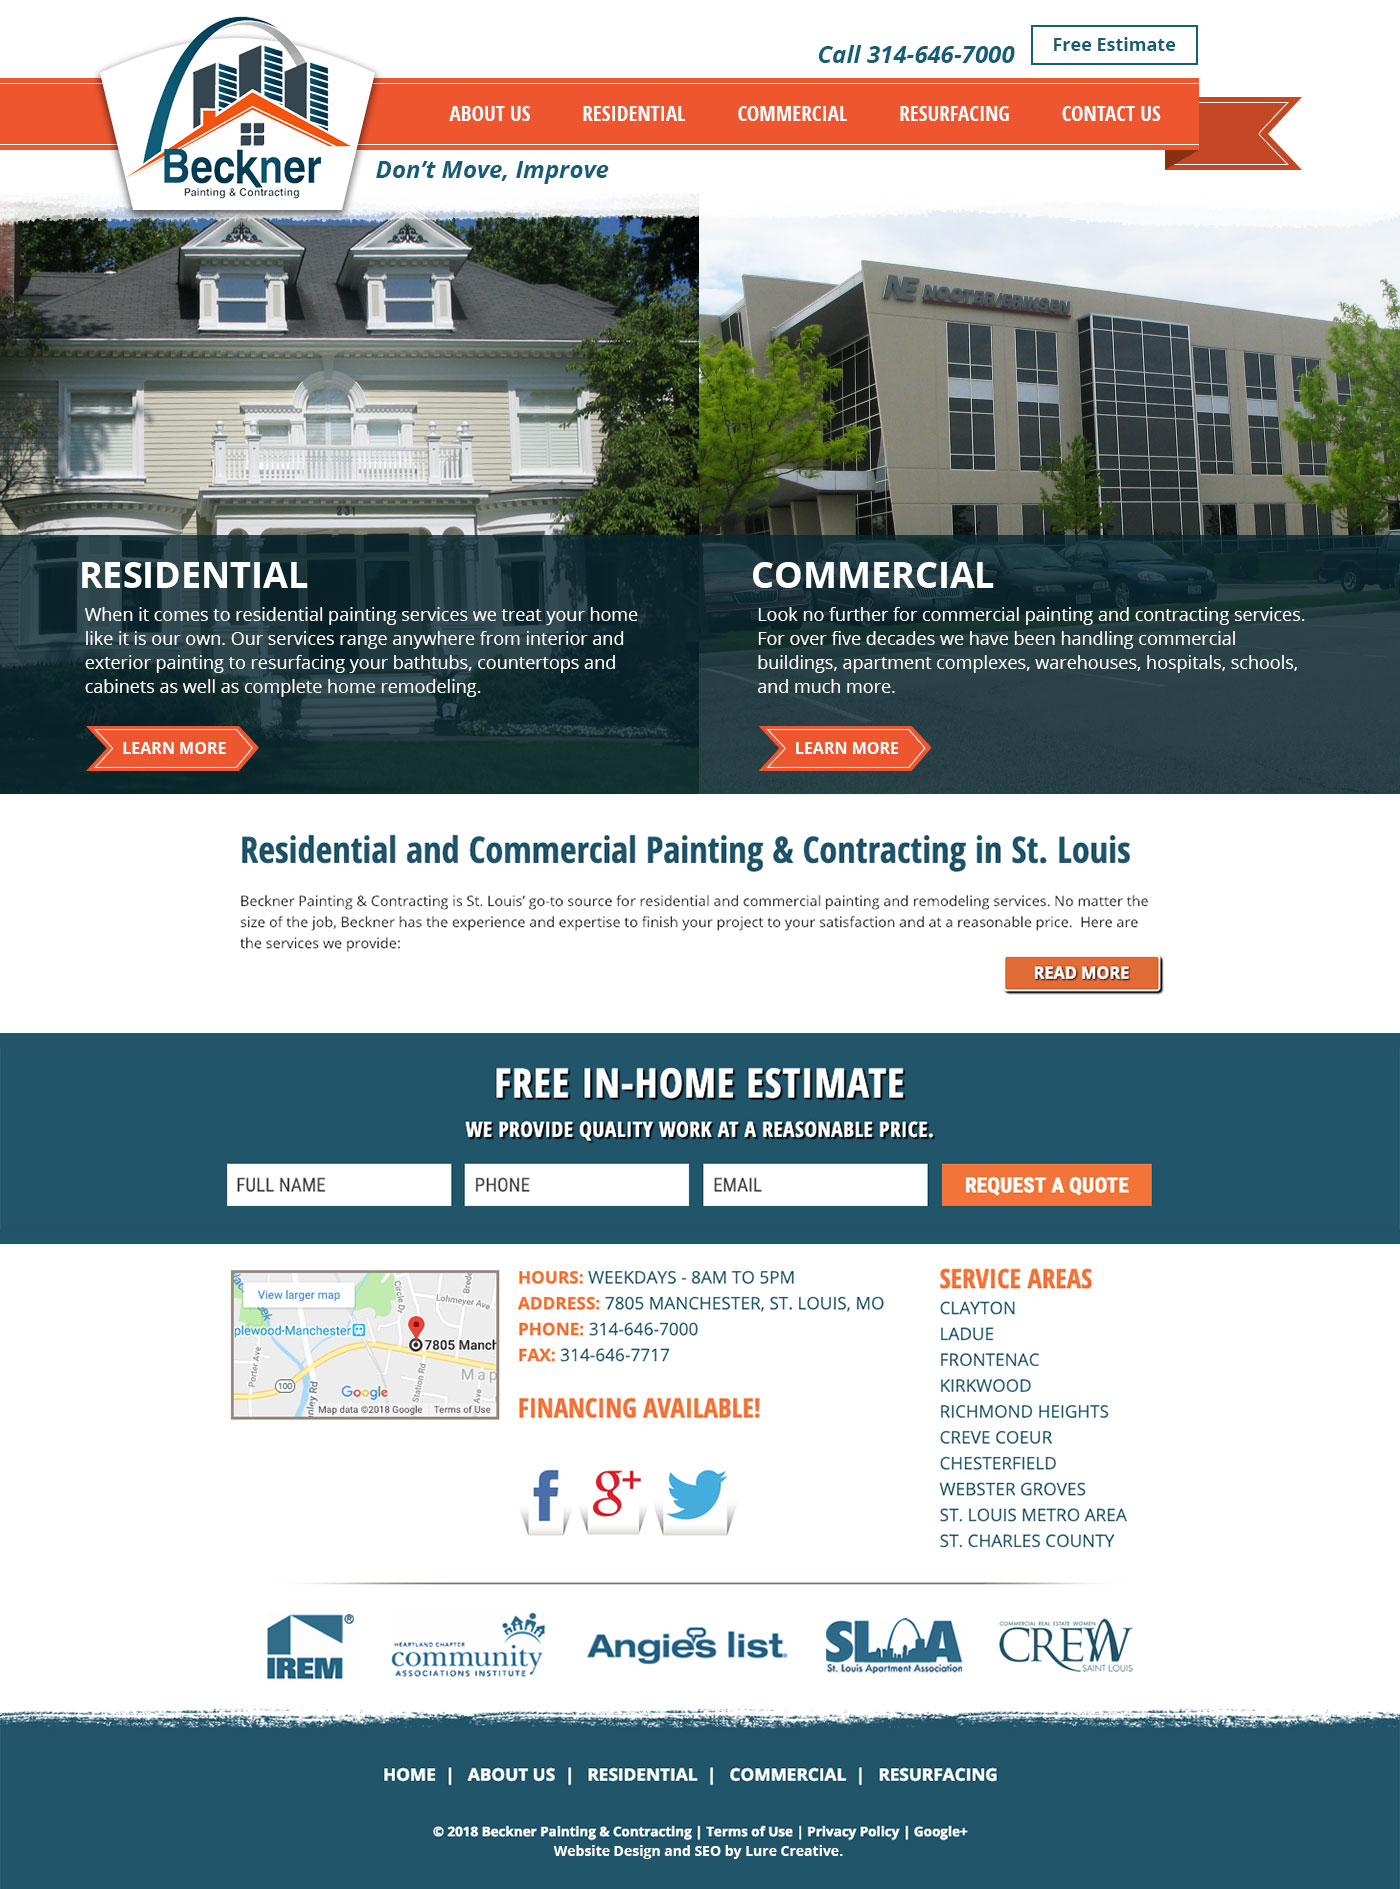 Call 314-646-7000
Free Estimate
ABOUT US RESIDENTIAL COMMERCIAL RESURFACING CONTACT US
Beckner
Painting & Contracting
Don't Move, Improve
NE NOOTER/ERIKSEN
231
RESIDENTIAL
When it comes to residential painting services we treat your home
like it is our own. Our services range anywhere from interior and
exterior painting to resurfacing your bathtubs, countertops and
cabinets as well as complete home remodeling.
LEARN MORE
COMMERCIAL
Look no further for commercial painting and contracting services.
For over five decades we have been handling commercial
buildings, apartment complexes, warehouses, hospitals, schools,
and much more.
LEARN MORE
Residential and Commercial Painting & Contracting in St. Louis
Beckner Painting & Contracting is St. Louis' go-to source for residential and commercial painting and remodeling services. No matter the
size of the job, Beckner has the experience and expertise to finish your project to your satisfaction and at a reasonable price. Here are
the services we provide:
READ MORE
FREE IN-HOME ESTIMATE
WE PROVIDE QUALITY WORK AT A REASONABLE PRICE.
FULL NAME PHONE EMAIL REQUEST A QUOTE
View larger map
Circle Dr
Lohmeyer Ave
Brede
plewood-Manchester
7805 Manch
Porter Ave
100
nley Rd
Station Rd
Map
Ave
Google
Map data ©2018 Google Terms of Use
HOURS: WEEKDAYS - 8AM TO 5PM
ADDRESS: 7805 MANCHESTER, ST. LOUIS, MO
PHONE: 314-646-7000
FAX: 314-646-7717
FINANCING AVAILABLE!
f g+
SERVICE AREAS
CLAYTON
LADUE
FRONTENAC
KIRKWOOD
RICHMOND HEIGHTS
CREVE COEUR
CHESTERFIELD
WEBSTER GROVES
ST. LOUIS METRO AREA
ST. CHARLES COUNTY
IREM ®
HEARTLAND CHAPTER
community
ASSOCIATIONS INSTITUTE
Angie's list
SLAA
St. Louis Apartment Association
COMMERCIAL REAL ESTATE WOMEN
CREW
SAINT LOUIS
HOME | ABOUT US | RESIDENTIAL | COMMERCIAL | RESURFACING
© 2018 Beckner Painting & Contracting | Terms of Use | Privacy Policy | Google+
Website Design and SEO by Lure Creative.